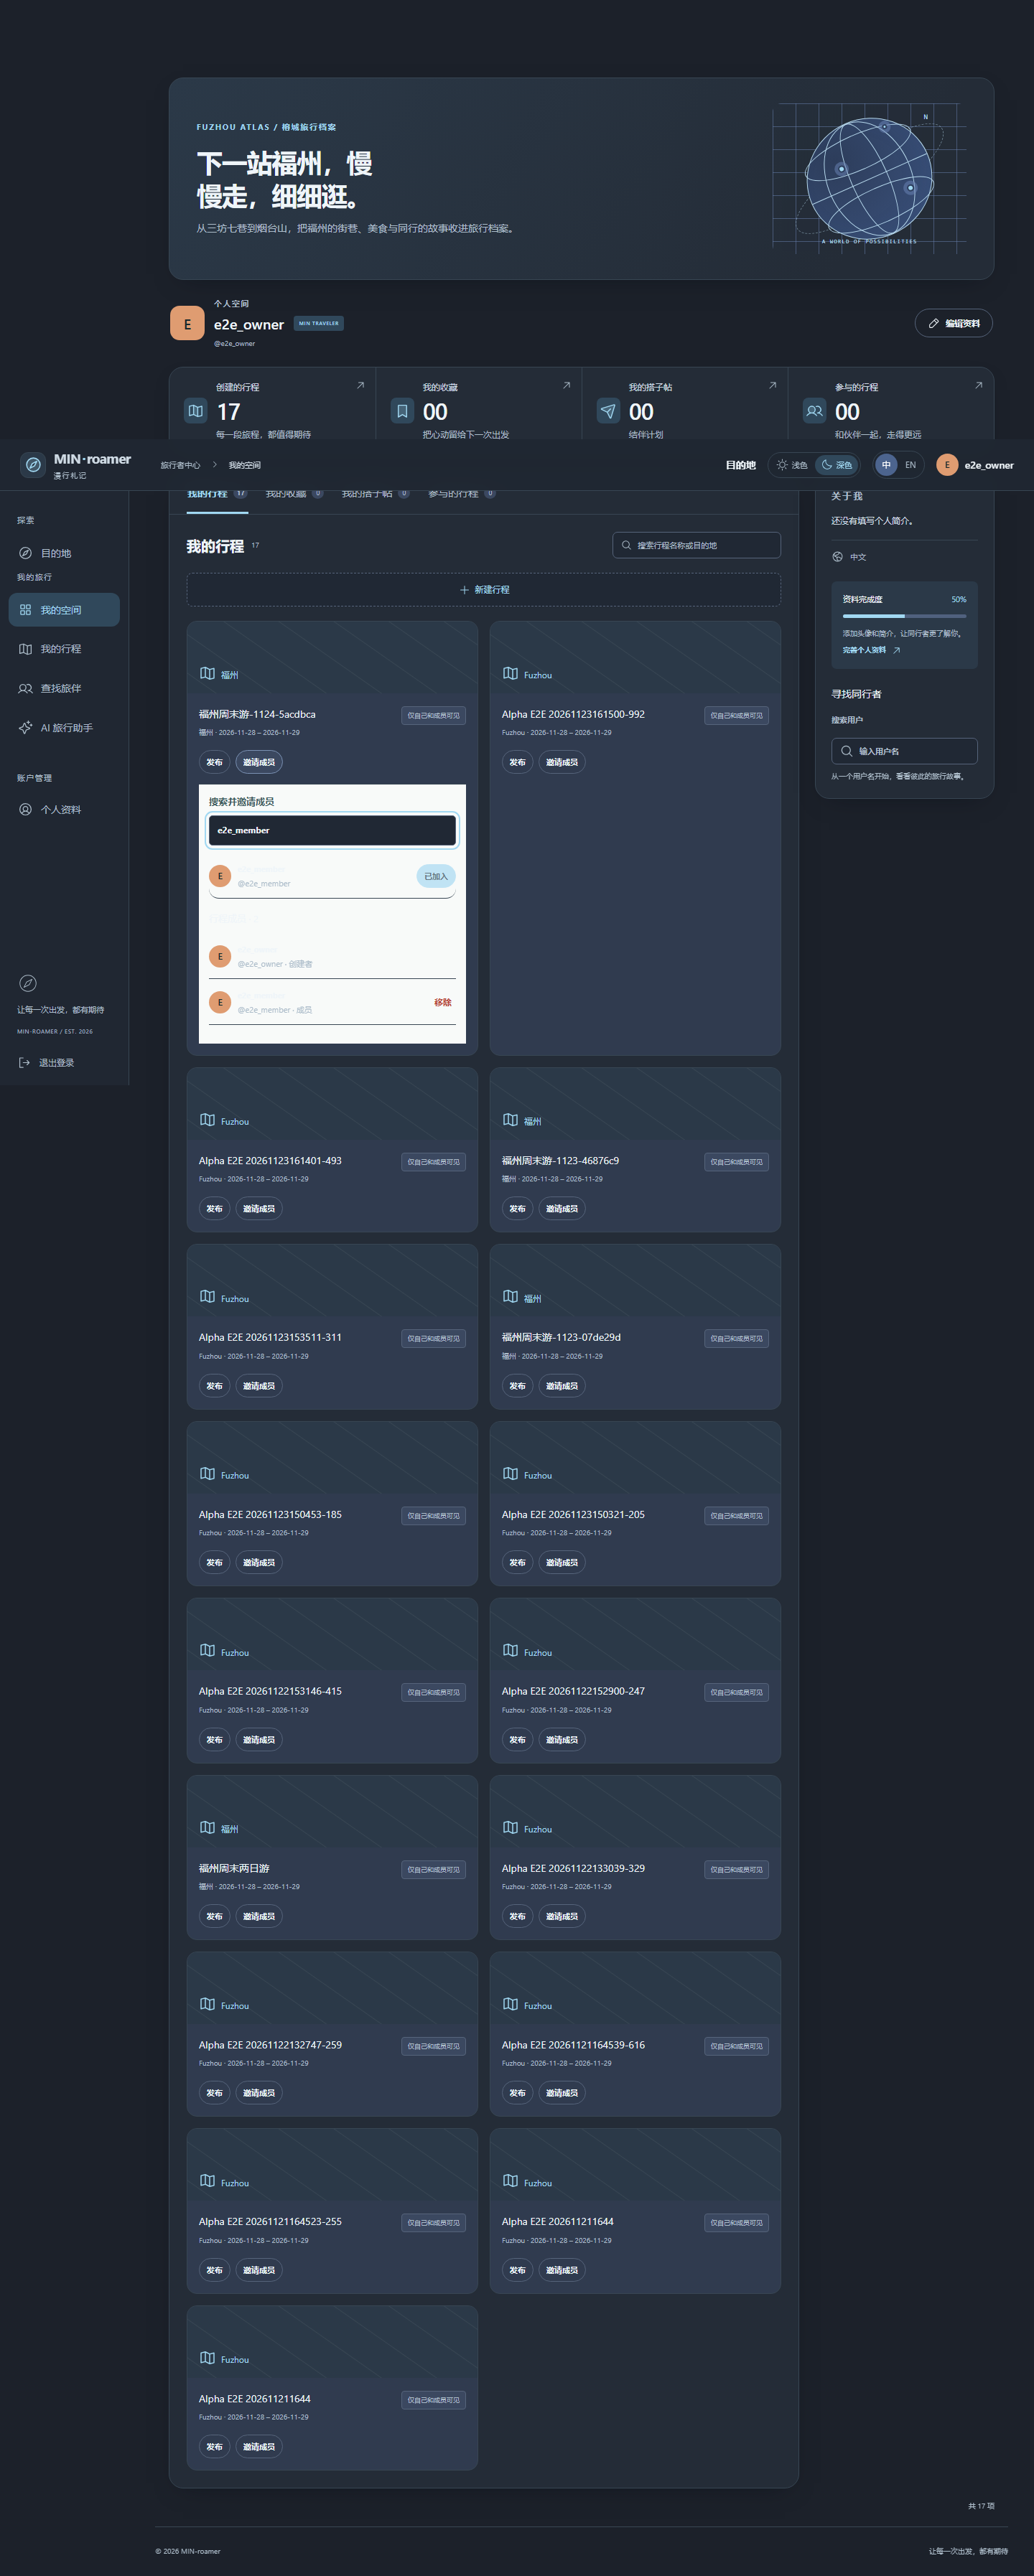 FUZHOU ATLAS / 榕城旅行档案
下一站福州，慢
慢走，细细逛。
从三坊七巷到烟台山，把福州的街巷、美食与同行的故事收进旅行档案。
N
A WORLD OF POSSIBILITIES
个人空间
E
e2e_owner
MIN TRAVELER
@e2e_owner
编辑资料
创建的行程
17
每一段旅程，都值得期待
我的收藏
00
把心动留给下一次出发
我的搭子帖
00
结伴计划
参与的行程
00
和伙伴一起，走得更远
MIN·roamer
漫行札记
旅行者中心
我的空间
目的地
浅色
深色
中
EN
E
e2e_owner
探索
目的地
我的旅行
我的空间
我的行程
查找旅伴
AI 旅行助手
账户管理
个人资料
让每一次出发，都有期待
MIN-ROAMER / EST. 2026
退出登录
我的行程 17
我的收藏 0
我的搭子帖 0
参与的行程 0
我的行程 17
搜索行程名称或目的地
新建行程
福州
福州周末游-1124-5acdbca
仅自己和成员可见
福州 · 2026-11-28 – 2026-11-29
发布
邀请成员
搜索并邀请成员
e2e_member
E
@e2e_member
已加入
E
@e2e_owner · 创建者
E
@e2e_member · 成员
移除
Fuzhou
Alpha E2E 20261123161500-992
仅自己和成员可见
Fuzhou · 2026-11-28 – 2026-11-29
发布
邀请成员
Fuzhou
Alpha E2E 20261123161401-493
仅自己和成员可见
Fuzhou · 2026-11-28 – 2026-11-29
发布
邀请成员
福州
福州周末游-1123-46876c9
仅自己和成员可见
福州 · 2026-11-28 – 2026-11-29
发布
邀请成员
Fuzhou
Alpha E2E 20261123153511-311
仅自己和成员可见
Fuzhou · 2026-11-28 – 2026-11-29
发布
邀请成员
福州
福州周末游-1123-07de29d
仅自己和成员可见
福州 · 2026-11-28 – 2026-11-29
发布
邀请成员
Fuzhou
Alpha E2E 20261123150453-185
仅自己和成员可见
Fuzhou · 2026-11-28 – 2026-11-29
发布
邀请成员
Fuzhou
Alpha E2E 20261123150321-205
仅自己和成员可见
Fuzhou · 2026-11-28 – 2026-11-29
发布
邀请成员
Fuzhou
Alpha E2E 20261122153146-415
仅自己和成员可见
Fuzhou · 2026-11-28 – 2026-11-29
发布
邀请成员
Fuzhou
Alpha E2E 20261122152900-247
仅自己和成员可见
Fuzhou · 2026-11-28 – 2026-11-29
发布
邀请成员
福州
福州周末两日游
仅自己和成员可见
福州 · 2026-11-28 – 2026-11-29
发布
邀请成员
Fuzhou
Alpha E2E 20261122133039-329
仅自己和成员可见
Fuzhou · 2026-11-28 – 2026-11-29
发布
邀请成员
Fuzhou
Alpha E2E 20261122132747-259
仅自己和成员可见
Fuzhou · 2026-11-28 – 2026-11-29
发布
邀请成员
Fuzhou
Alpha E2E 20261121164539-616
仅自己和成员可见
Fuzhou · 2026-11-28 – 2026-11-29
发布
邀请成员
Fuzhou
Alpha E2E 20261121164523-255
仅自己和成员可见
Fuzhou · 2026-11-28 – 2026-11-29
发布
邀请成员
Fuzhou
Alpha E2E 202611211644
仅自己和成员可见
Fuzhou · 2026-11-28 – 2026-11-29
发布
邀请成员
Fuzhou
Alpha E2E 202611211644
仅自己和成员可见
Fuzhou · 2026-11-28 – 2026-11-29
发布
邀请成员
关于我
还没有填写个人简介。
中文
资料完成度
50%
添加头像和简介，让同行者更了解你。
完善个人资料
寻找同行者
搜索用户
输入用户名
从一个用户名开始，看看彼此的旅行故事。
共 17 项
© 2026 MIN-roamer
让每一次出发，都有期待